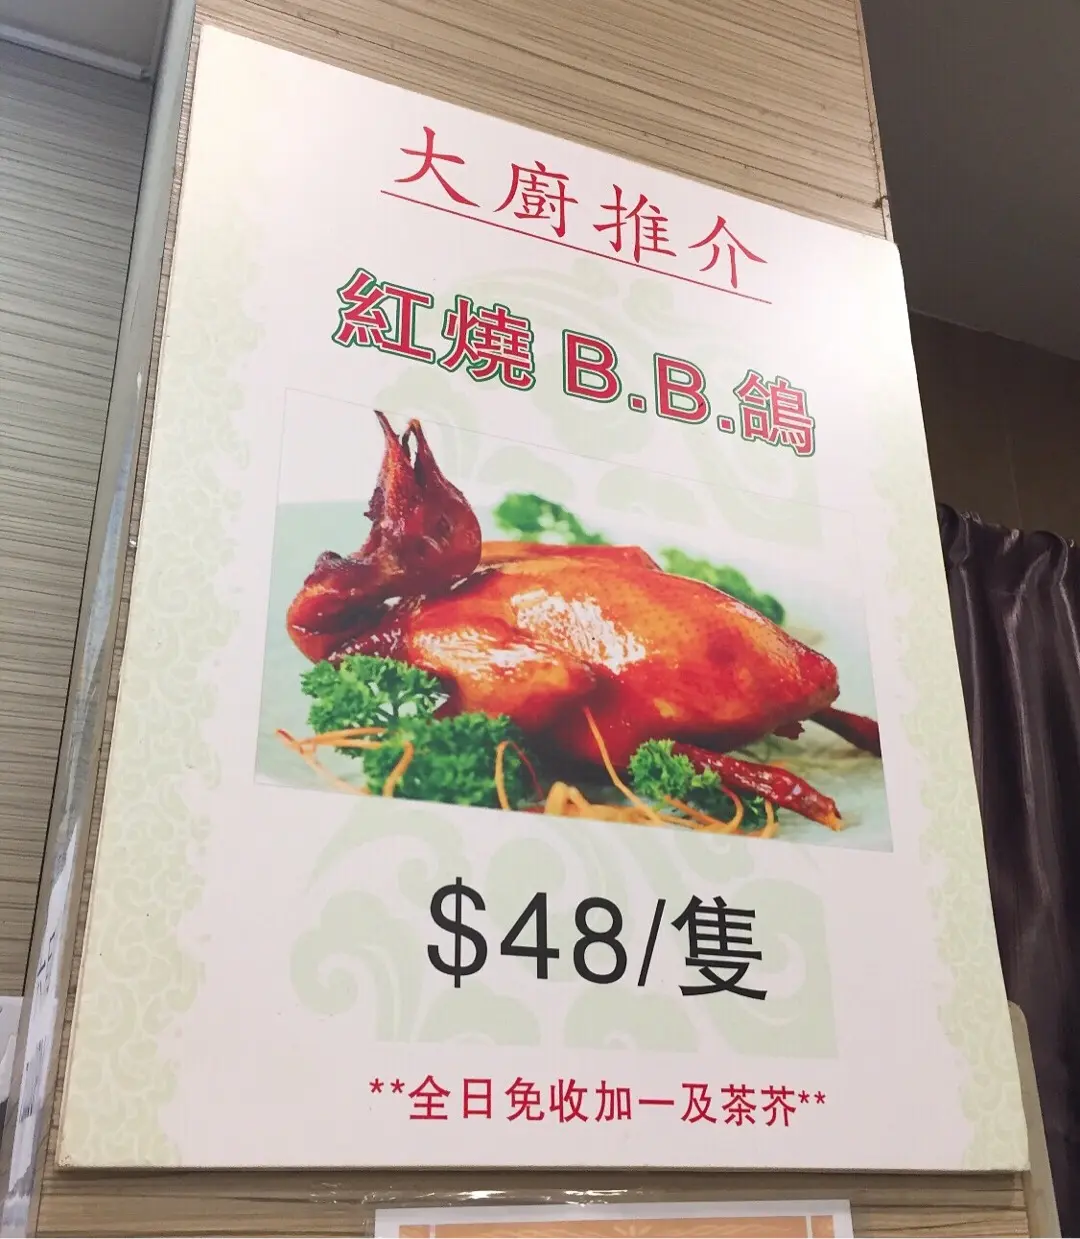 大廚推介
紅燒 B.B.鴿
$48/隻
**全日免收加一及茶芥**